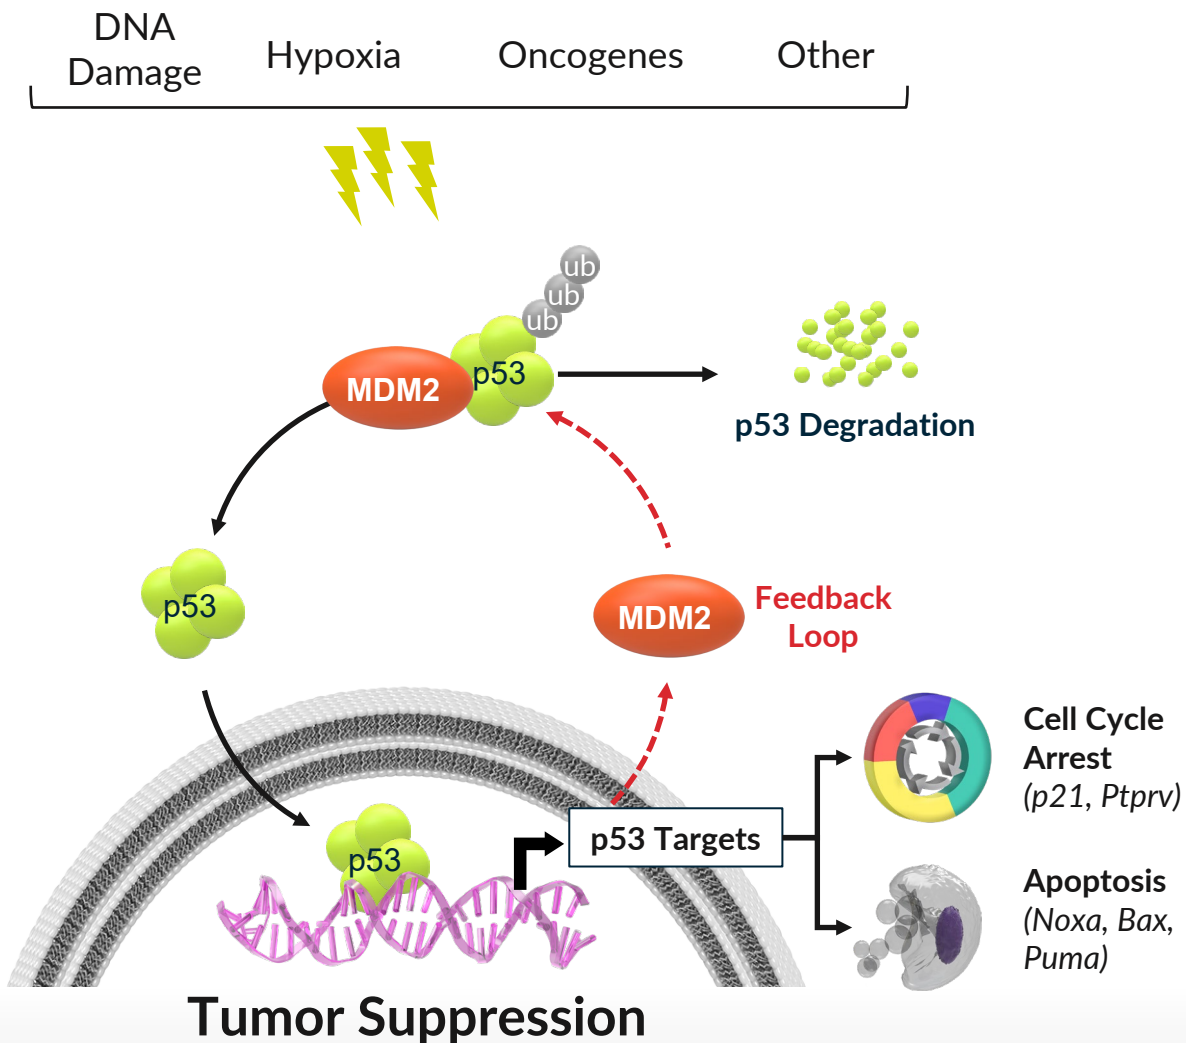 DNA
Damage
Hypoxia
Oncogenes
Other
ub
ub
ub
MDM2
p53
p53 Degradation
p53
MDM2
Feedback
Loop
p53
p53 Targets
Cell Cycle
Arrest
(p21, Ptprv)
Apoptosis
(Noxa, Bax,
Puma)
Tumor Suppression